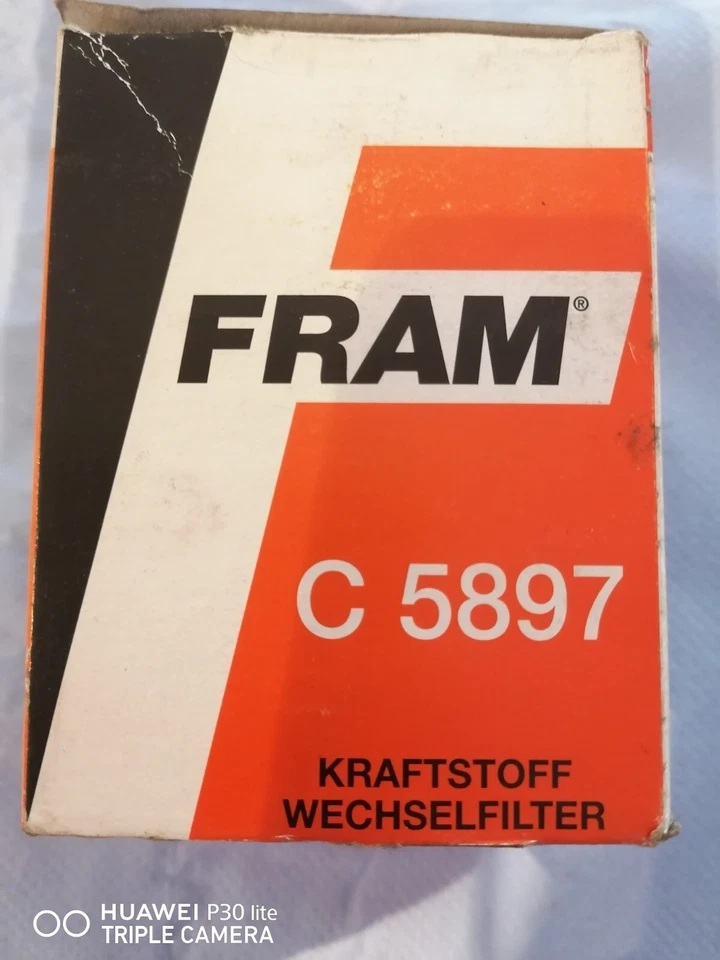 FRAM®
C 5897
KRAFTSTOFF
WECHSELFILTER
HUAWEI P30 lite
TRIPLE CAMERA